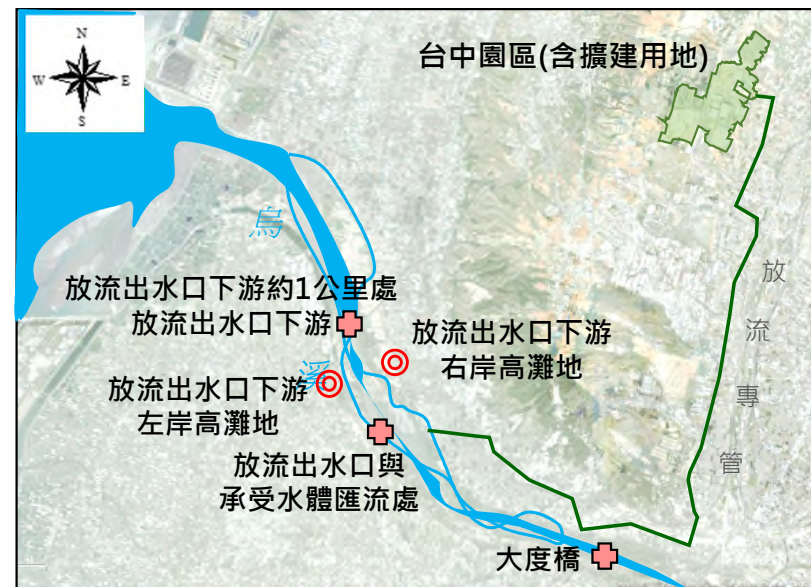 N
W E
S
台中園區(含擴建用地)
烏
溪
放流出水口下游約1公里處
放流出水口下游
放流出水口下游
右岸高灘地
放流出水口下游
左岸高灘地
放流出水口與
承受水體匯流處
大度橋
放
流
專
管